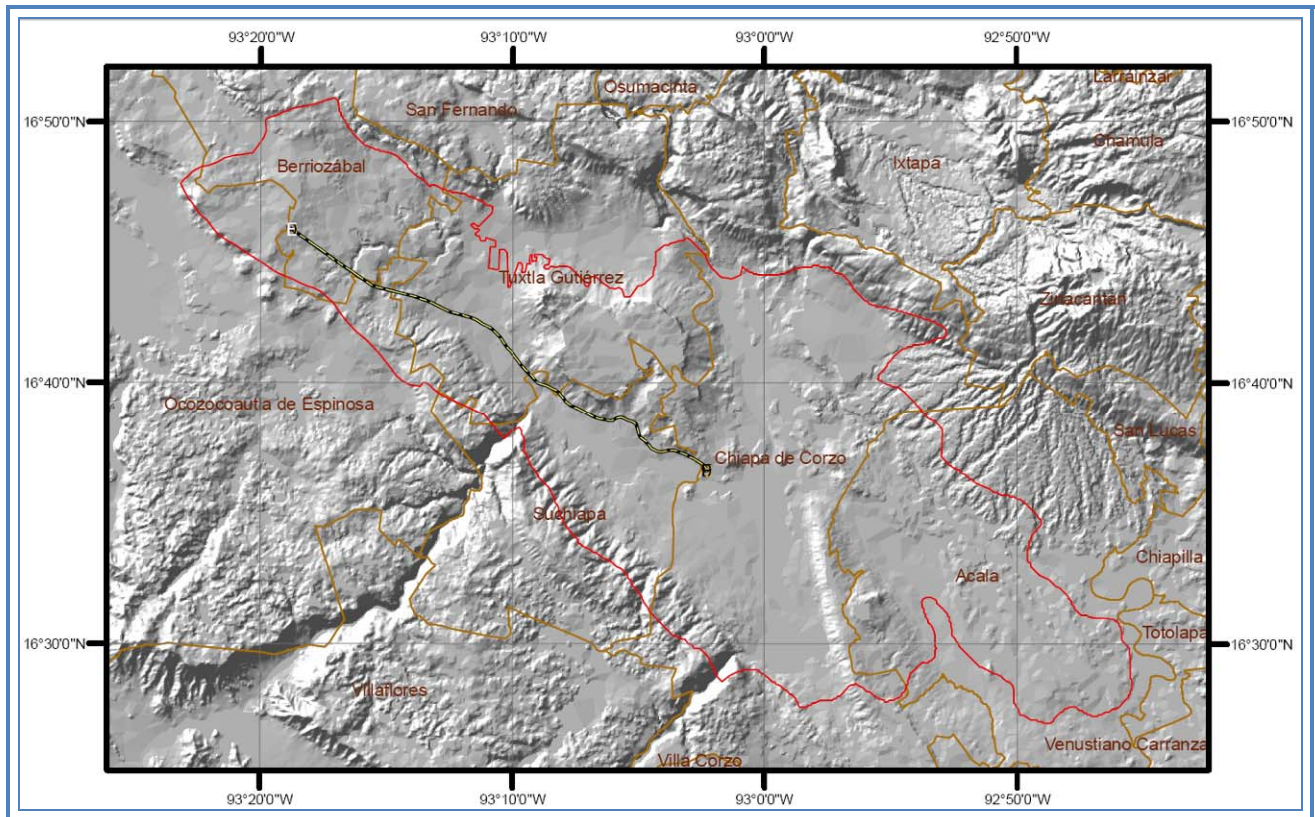 93°20'0"W 93°10'0"W 93°0'0"W 92°50'0"W
Larráinzar
Osumacinta
San Fernando
16°50'0"N 16°50'0"N
Chamula
Ixtapa
Berriozábal
Tuxtla Gutiérrez
Zinacantán
16°40'0"N 16°40'0"N
Ocozocoautla de Espinosa
San Lucas
Chiapa de Corzo
Suchiapa
Chiapilla
Acala
Totolapa
16°30'0"N 16°30'0"N
Villaflores
Venustiano Carranza
Villa Corzo
93°20'0"W 93°10'0"W 93°0'0"W 92°50'0"W